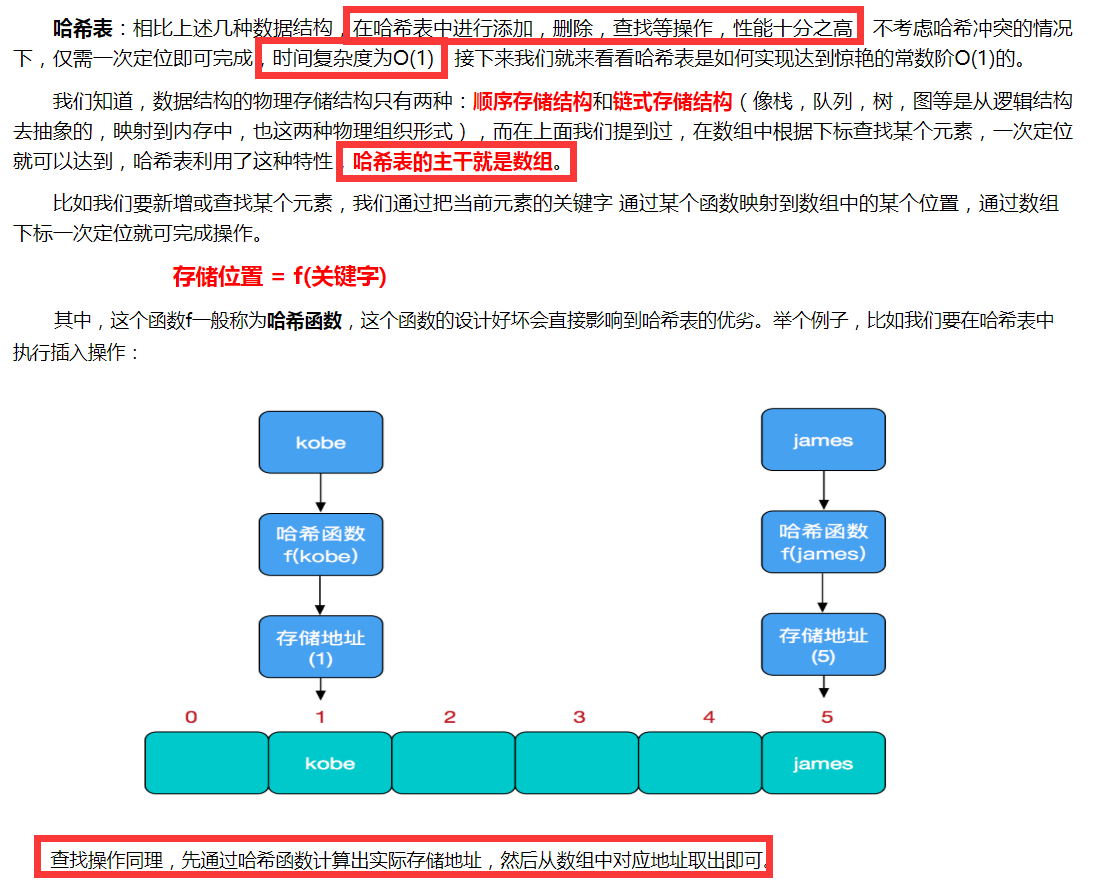 哈希表：相比上述几种数据结构，在哈希表中进行添加，删除，查找等操作，性能十分之高 不考虑哈希冲突的情况
下，仅需一次定位即可完成，时间复杂度为O(1) 接下来我们就来看看哈希表是如何实现达到惊艳的常数阶O(1)的。
我们知道，数据结构的物理存储结构只有两种：顺序存储结构和链式存储结构（像栈，队列，树，图等是从逻辑结构
去抽象的，映射到内存中，也这两种物理组织形式），而在上面我们提到过，在数组中根据下标查找某个元素，一次定位
就可以达到，哈希表利用了这种特性，哈希表的主干就是数组。
比如我们要新增或查找某个元素，我们通过把当前元素的关键字 通过某个函数映射到数组中的某个位置，通过数组
下标一次定位就可完成操作。
存储位置 = f(关键字)
其中，这个函数f一般称为哈希函数，这个函数的设计好坏会直接影响到哈希表的优劣。举个例子，比如我们要在哈希表中
执行插入操作：
kobe
james
哈希函数
f(kobe)
哈希函数
f(james)
存储地址
(1)
存储地址
(5)
0 1 2 3 4 5
kobe james
查找操作同理，先通过哈希函数计算出实际存储地址，然后从数组中对应地址取出即可。